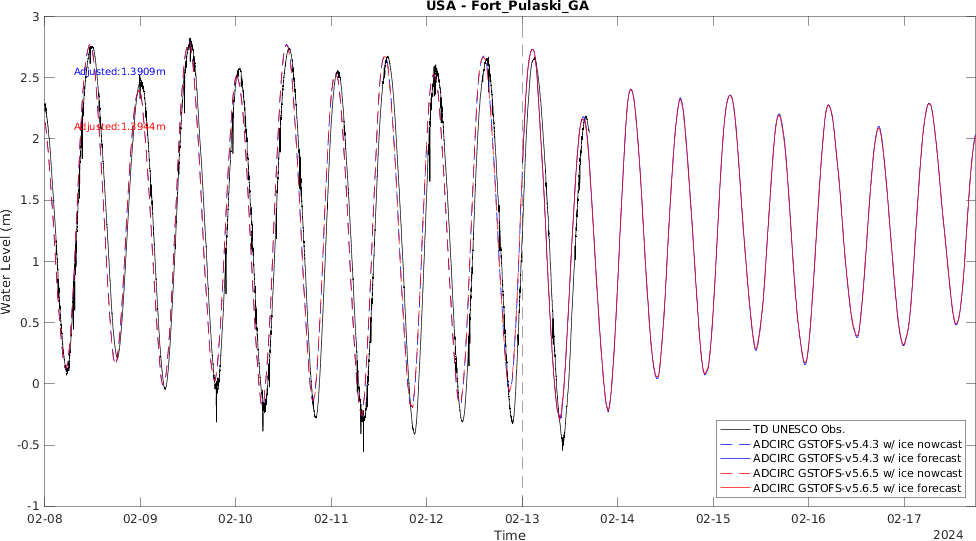 USA - Fort_Pulaski_GA
3
2.5
2
1.5
1
0.5
0
-0.5
-1
Water Level (m)
Adjusted:1.3909m
Adjusted:1.3944m
TD UNESCO Obs.
ADCIRC GSTOFS-v5.4.3 w/ ice nowcast
ADCIRC GSTOFS-v5.4.3 w/ ice forecast
ADCIRC GSTOFS-v5.6.5 w/ ice nowcast
ADCIRC GSTOFS-v5.6.5 w/ ice forecast
02-08 02-09 02-10 02-11 02-12 02-13 02-14 02-15 02-16 02-17
Time
2024